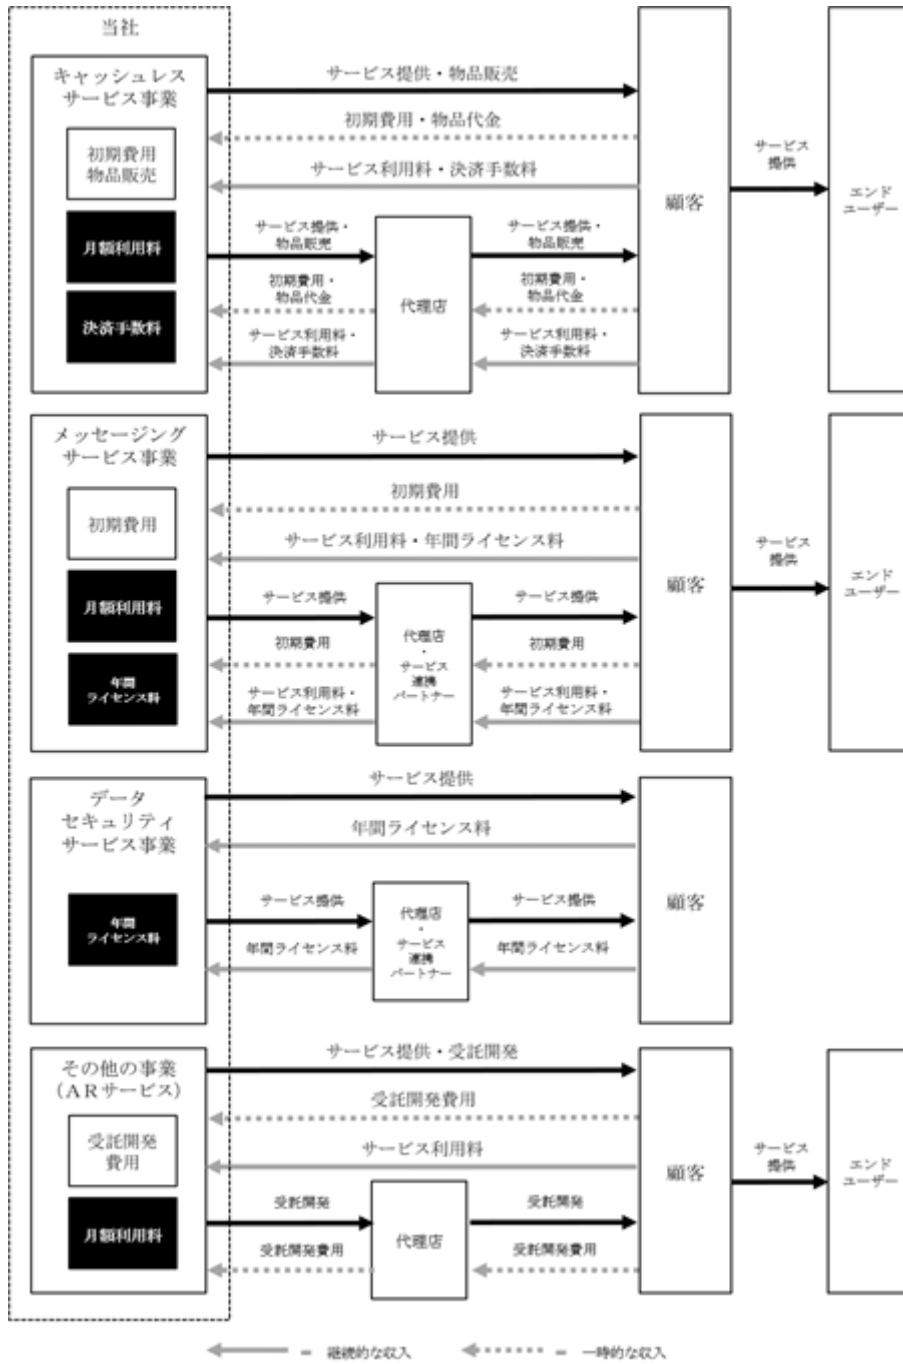 当社
キャッシュレス
サービス事業
初期費用
物品販売
月額利用料
決済手数料
サービス提供・物品販売
初期費用・物品代金
サービス利用料・決済手数料
サービス提供・
物品販売
初期費用・
物品代金
サービス利用料・
決済手数料
代理店
サービス提供・
物品販売
初期費用・
物品代金
サービス利用料・
決済手数料
顧客
サービス
提供
エンド
ユーザー
メッセージング
サービス事業
初期費用
月額利用料
年間
ライセンス料
サービス提供
初期費用
サービス利用料・年間ライセンス料
サービス提供
初期費用
サービス利用料・
年間ライセンス料
代理店
・
サービス
連携
パートナー
サービス提供
初期費用
サービス利用料・
年間ライセンス料
顧客
サービス
提供
エンド
ユーザー
データ
セキュリティ
サービス事業
年間
ライセンス料
サービス提供
年間ライセンス料
サービス提供
年間ライセンス料
代理店
・
サービス
連携
パートナー
サービス提供
年間ライセンス料
顧客
その他の事業
（ARサービス）
受託開発
費用
月額利用料
サービス提供・受託開発
受託開発費用
サービス利用料
受託開発
受託開発費用
代理店
受託開発
受託開発費用
顧客
サービス
提供
エンド
ユーザー
＝ 継続的な収入
＝ 一時的な収入